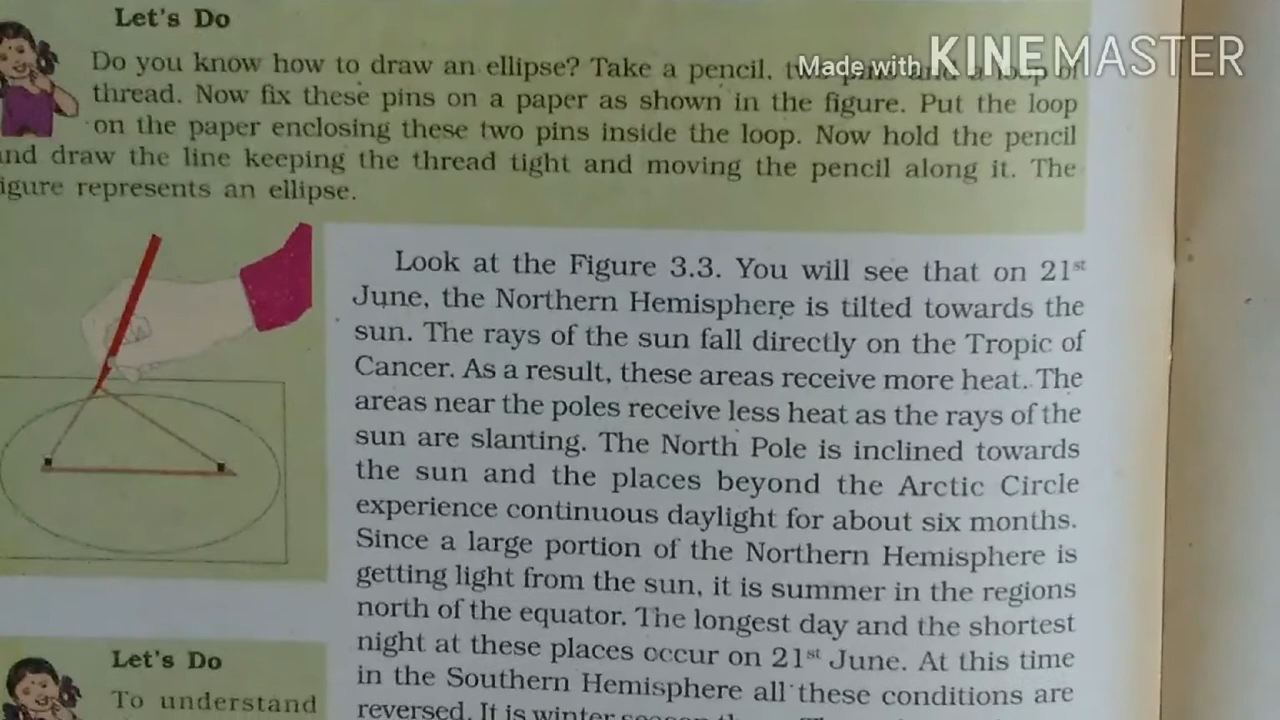 Let's Do
Made with KINEMASTER
Do you know how to draw an ellipse? Take a pencil, two pins and a loop of
thread. Now fix these pins on a paper as shown in the figure. Put the loop
on the paper enclosing these two pins inside the loop. Now hold the pencil
nd draw the line keeping the thread tight and moving the pencil along it. The
igure represents an ellipse.
Look at the Figure 3.3. You will see that on 21st
June, the Northern Hemisphere is tilted towards the
sun. The rays of the sun fall directly on the Tropic of
Cancer. As a result, these areas receive more heat. The
areas near the poles receive less heat as the rays of the
sun are slanting. The North Pole is inclined towards
the sun and the places beyond the Arctic Circle
experience continuous daylight for about six months.
Since a large portion of the Northern Hemisphere is
getting light from the sun, it is summer in the regions
north of the equator. The longest day and the shortest
night at these places occur on 21st June. At this time
in the Southern Hemisphere all these conditions are
reversed. It is winter season
Let's Do
To understand